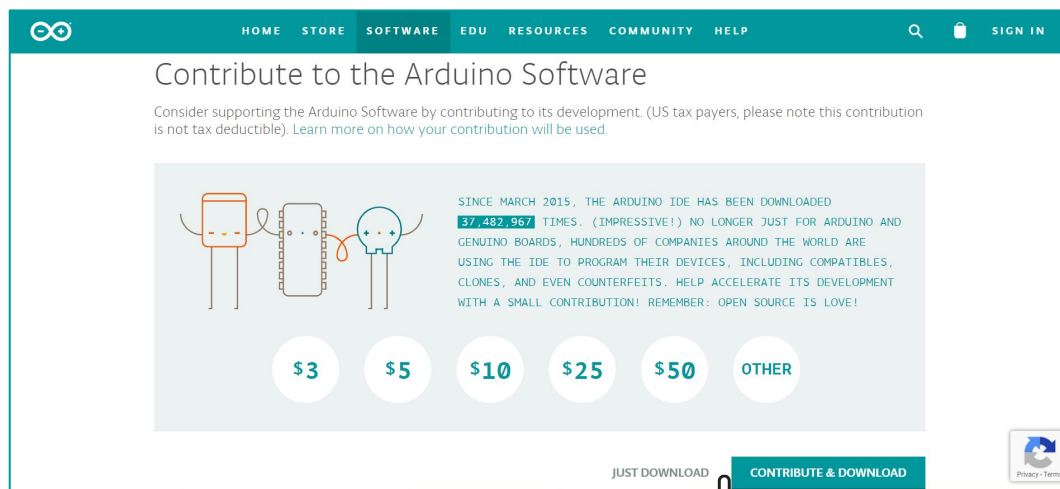 HOME STORE SOFTWARE EDU RESOURCES COMMUNITY HELP SIGN IN
Contribute to the Arduino Software
Consider supporting the Arduino Software by contributing to its development. (US tax payers, please note this contribution
is not tax deductible). Learn more on how your contribution will be used.
SINCE MARCH 2015, THE ARDUINO IDE HAS BEEN DOWNLOADED
37,482,967 TIMES. (IMPRESSIVE!) NO LONGER JUST FOR ARDUINO AND
GENUINO BOARDS, HUNDREDS OF COMPANIES AROUND THE WORLD ARE
USING THE IDE TO PROGRAM THEIR DEVICES, INCLUDING COMPATIBLES,
CLONES, AND EVEN COUNTERFEITS. HELP ACCELERATE ITS DEVELOPMENT
WITH A SMALL CONTRIBUTION! REMEMBER: OPEN SOURCE IS LOVE!
$3 $5 $10 $25 $50 OTHER
JUST DOWNLOAD CONTRIBUTE & DOWNLOAD
Privacy - Terms